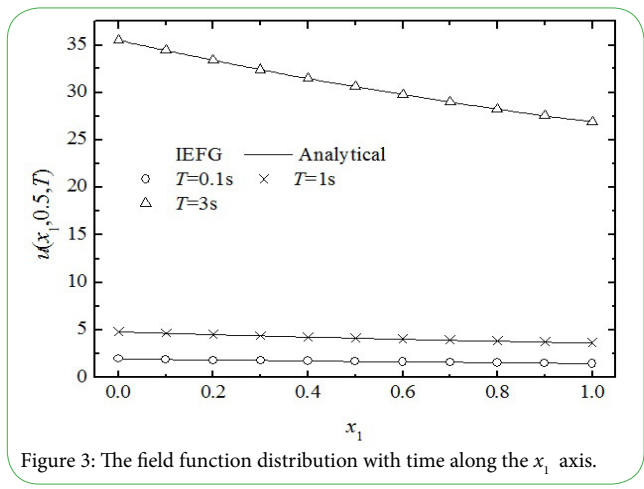 35
30
25
20
15
10
5
0
u(x₁,0.5,T)
IEFG —— Analytical
○ T=0.1s × T=1s
△ T=3s
0.0 0.2 0.4 0.6 0.8 1.0
x₁
Figure 3: The field function distribution with time along the x₁ axis.